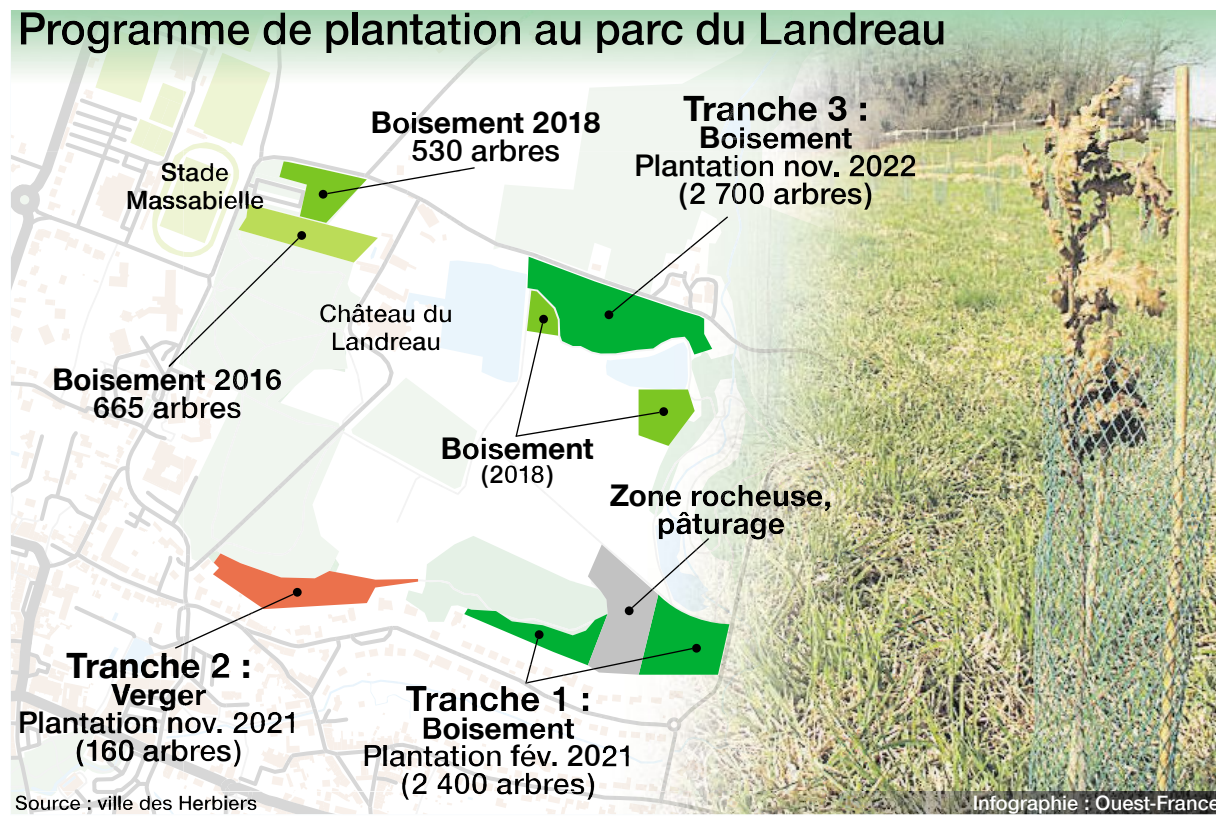 Programme de plantation au parc du Landreau
Boisement 2018
530 arbres
Tranche 3 :
Boisement
Plantation nov. 2022
(2 700 arbres)
Stade
Massabielle
Château du
Landreau
Boisement 2016
665 arbres
Boisement
(2018)
Zone rocheuse,
pâturage
Tranche 2 :
Verger
Plantation nov. 2021
(160 arbres)
Tranche 1 :
Boisement
Plantation fév. 2021
(2 400 arbres)
Source : ville des Herbiers
Infographie : Ouest-France